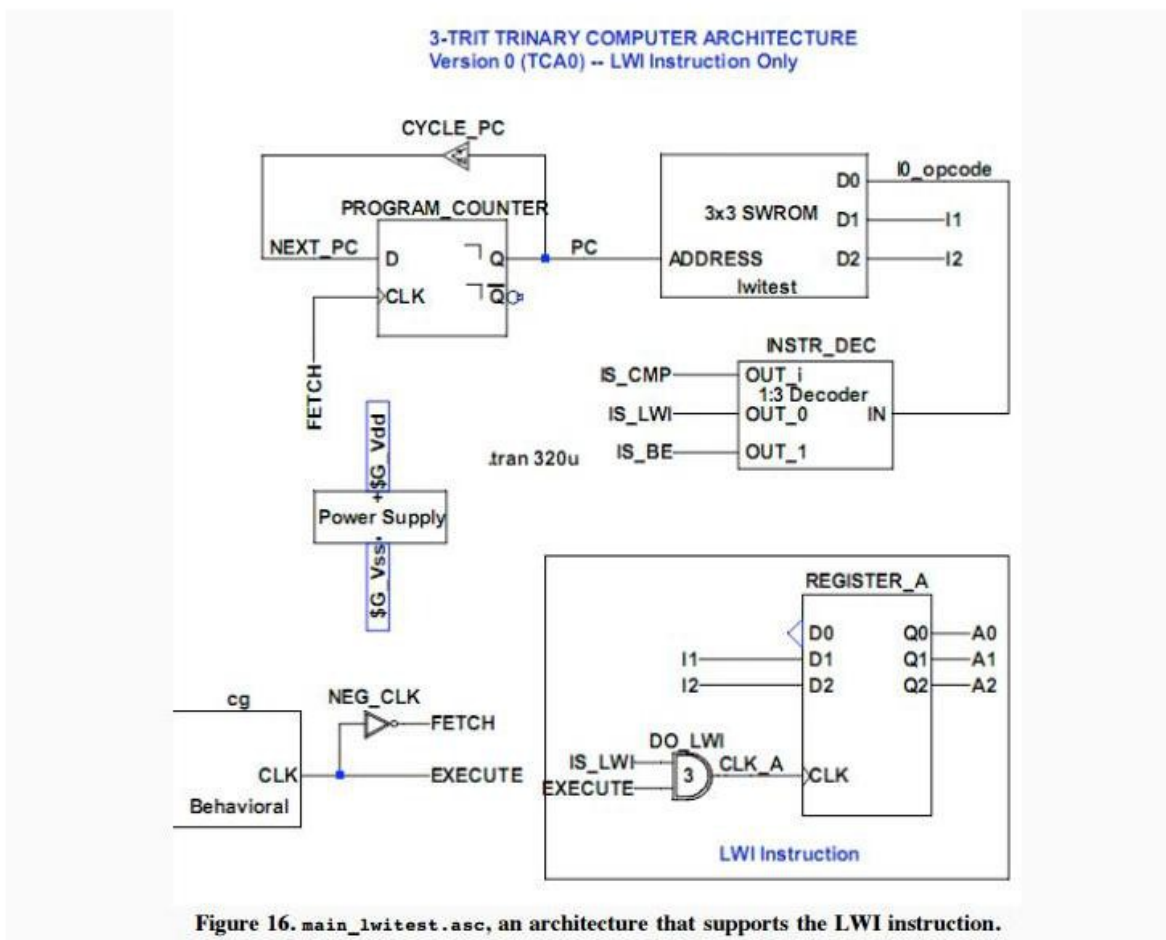 3-TRIT TRINARY COMPUTER ARCHITECTURE
Version 0 (TCA0) -- LWI Instruction Only
CYCLE_PC
PROGRAM_COUNTER
NEXT_PC
D
Q
CLK
Q
PC
FETCH
3x3 SWROM
ADDRESS
lwitest
D0
D1
D2
I0_opcode
I1
I2
INSTR_DEC
IS_CMP
OUT_i
1:3 Decoder
IS_LWI
OUT_0
IN
IS_BE
OUT_1
.tran 320u
$G_Vdd
+
Power Supply
-
$G_Vss
cg
CLK
Behavioral
NEG_CLK
FETCH
EXECUTE
REGISTER_A
D0
Q0
A0
I1
D1
Q1
A1
I2
D2
Q2
A2
DO_LWI
IS_LWI
EXECUTE
3
CLK_A
CLK
LWI Instruction
Figure 16. main_lwitest.asc, an architecture that supports the LWI instruction.